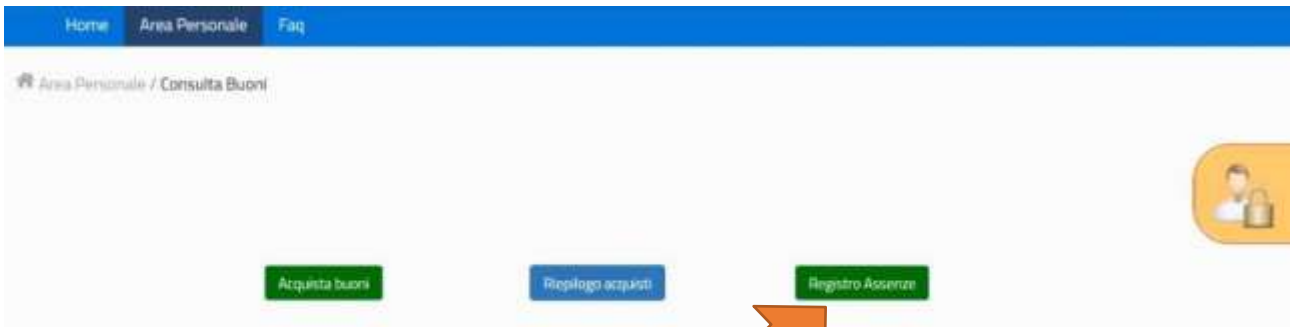 Home Area Personale Faq
Area Personale / Consulta Buoni
Acquista buoni Riepilogo acquisti Registro Assenze